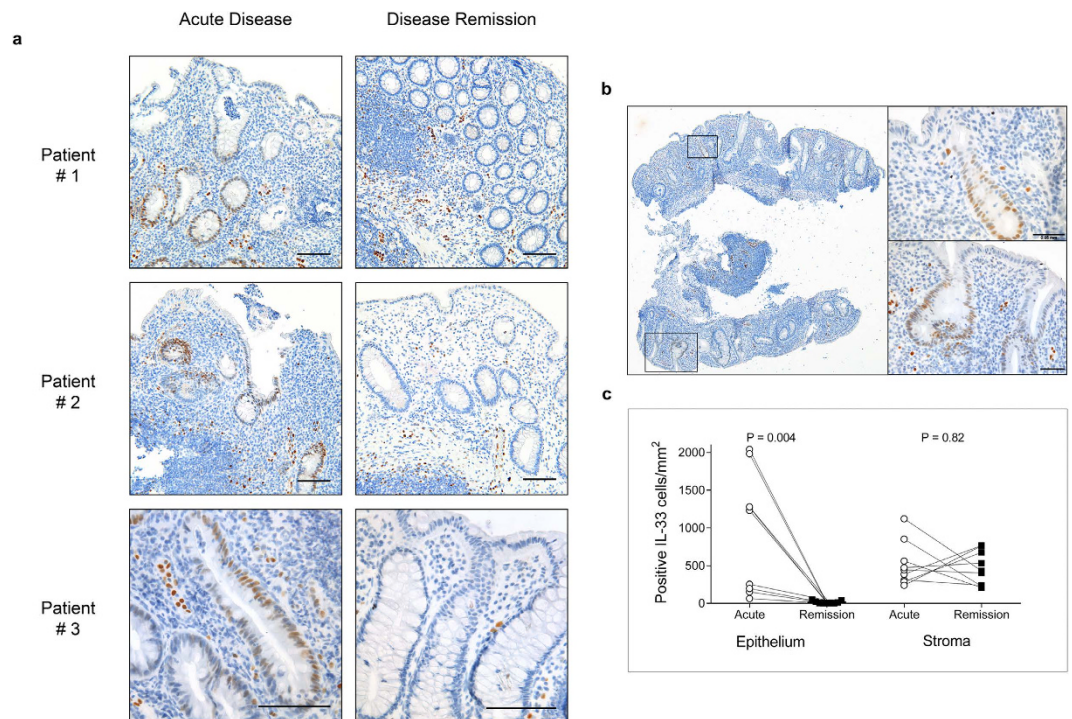 Acute Disease
Disease Remission
a
Patient
# 1
Patient
# 2
Patient
# 3
b
c
P = 0.004
P = 0.82
Positive IL-33 cells/mm²
2000
1500
1000
500
0
Acute
Remission
Acute
Remission
Epithelium
Stroma